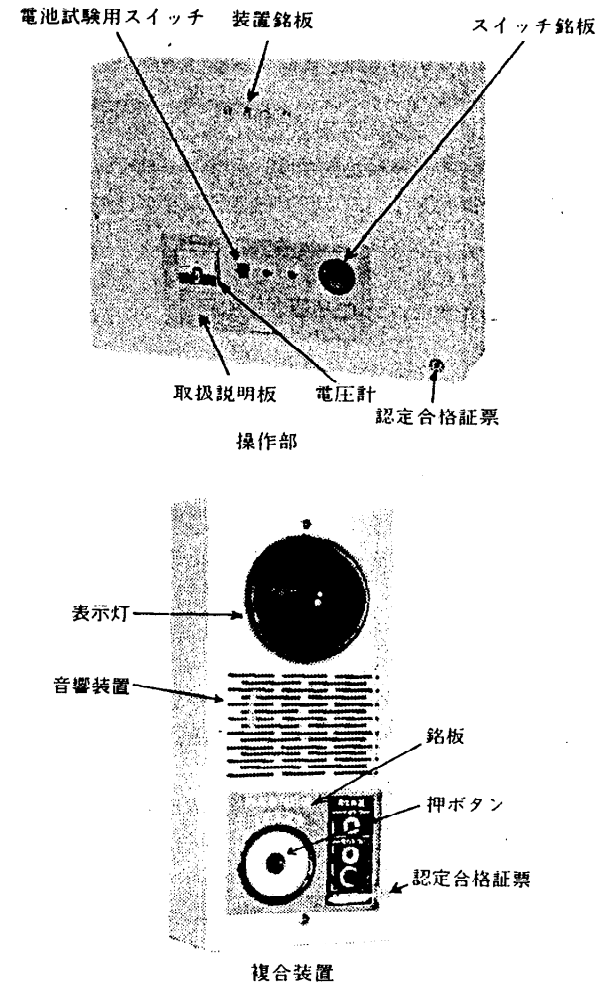 電池試験用スイッチ
装置銘板
スイッチ銘板
取扱説明板
電圧計
認定合格証票
操作部
表示灯
音響装置
銘板
押ボタン
認定合格証票
複合装置